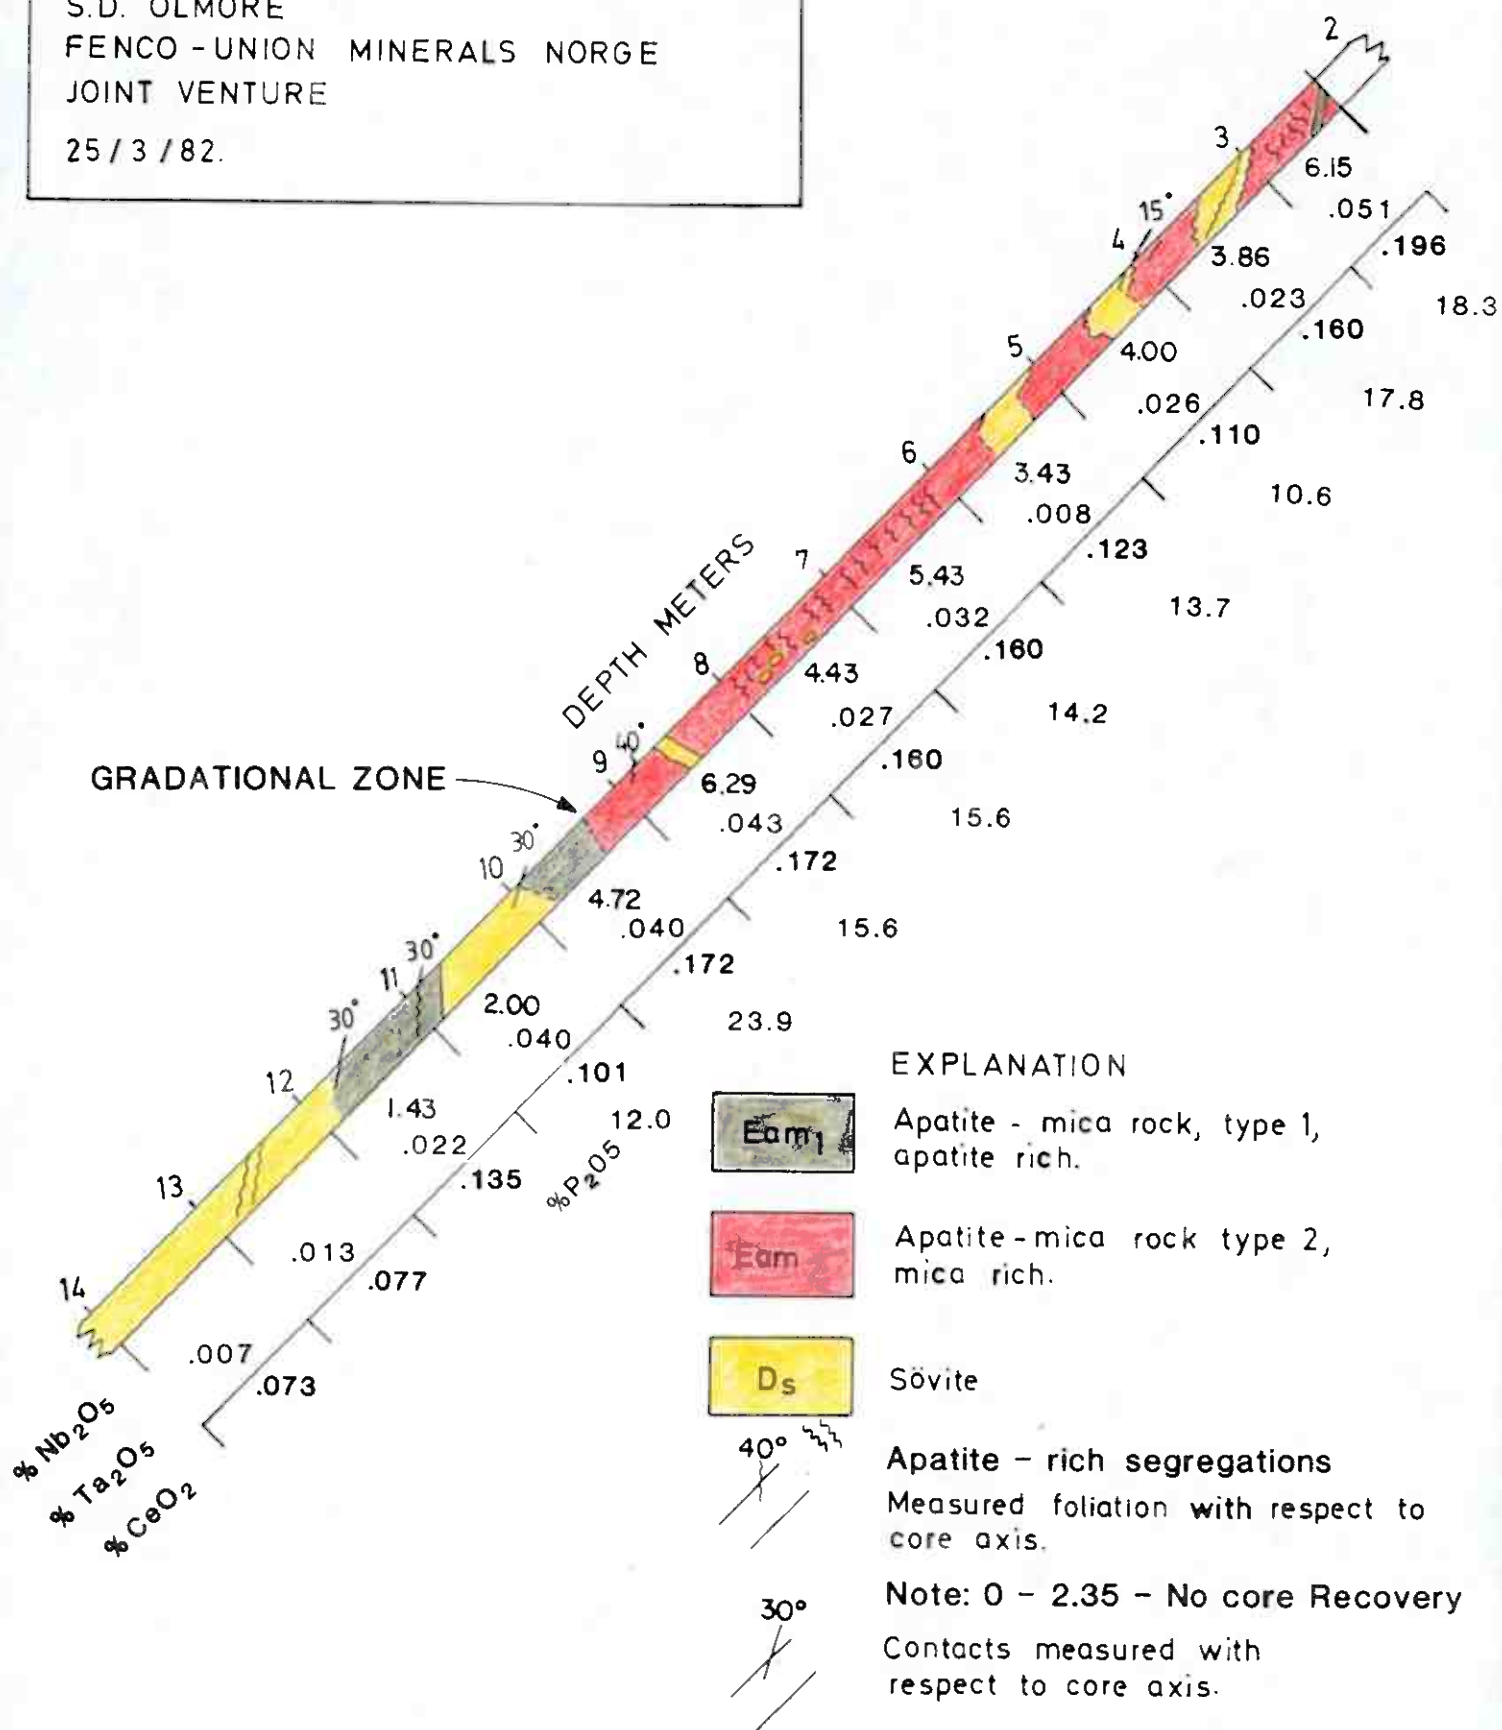 S.D. OLMORE
FENCO - UNION MINERALS NORGE
JOINT VENTURE
25/3/82.
2
3
15°
4
5
6
7
8
40°
9
30°
10
30°
11
30°
12
13
14
DEPTH METERS
GRADATIONAL ZONE
6.15
.051
.196
18.3
3.86
.023
.160
17.8
4.00
.026
.110
10.6
3.43
.008
.123
13.7
5.43
.032
.160
14.2
4.43
.027
.160
15.6
6.29
.043
.172
15.6
4.72
.040
.172
23.9
2.00
.040
.101
12.0
1.43
.022
.135
.013
.077
.007
.073
% Nb2O5
% Ta2O5
% CeO2
%P2O5
EXPLANATION
Eam1
Apatite - mica rock, type 1,
apatite rich.
Eam
Apatite - mica rock type 2,
mica rich.
Ds
Sövite
40°
Apatite - rich segregations
Measured foliation with respect to
core axis.
Note: 0 - 2.35 - No core Recovery
30°
Contacts measured with
respect to core axis.